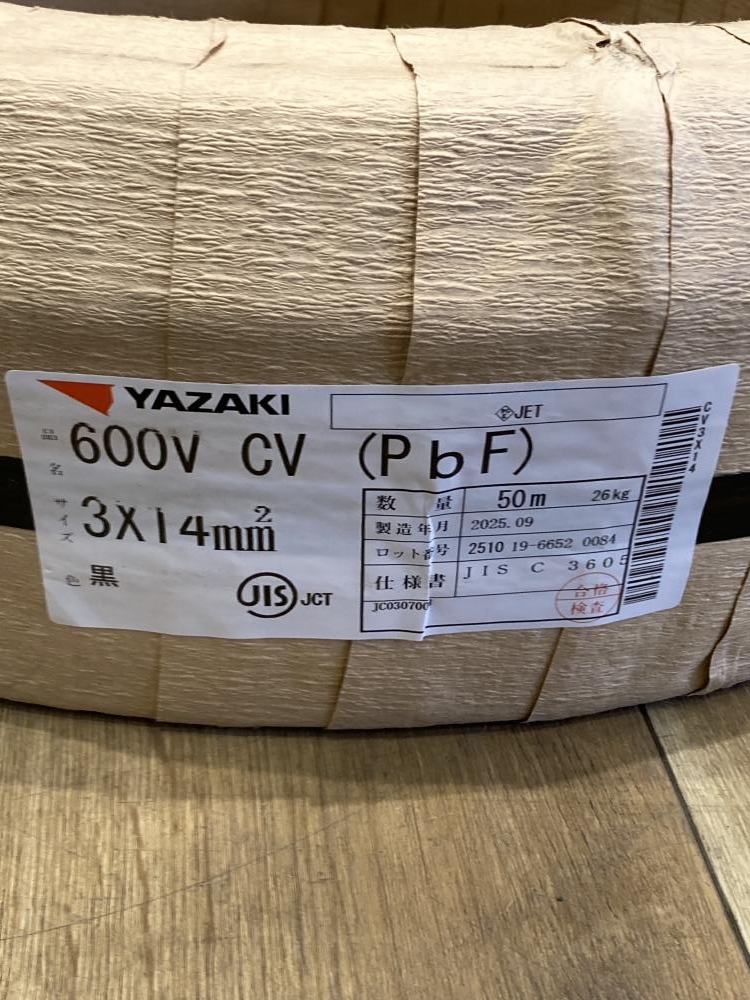 YAZAKI
<PS>E JET
品名 600V CV (PbF)
サイズ 3X14mm²
色 黒
JIS JCT
数量 50m 26kg
製造年月 2025.09
ロット番号 2510 19-6652 0084
仕様書 JIS C 3605
JC030700
合格
検査
CV3X14